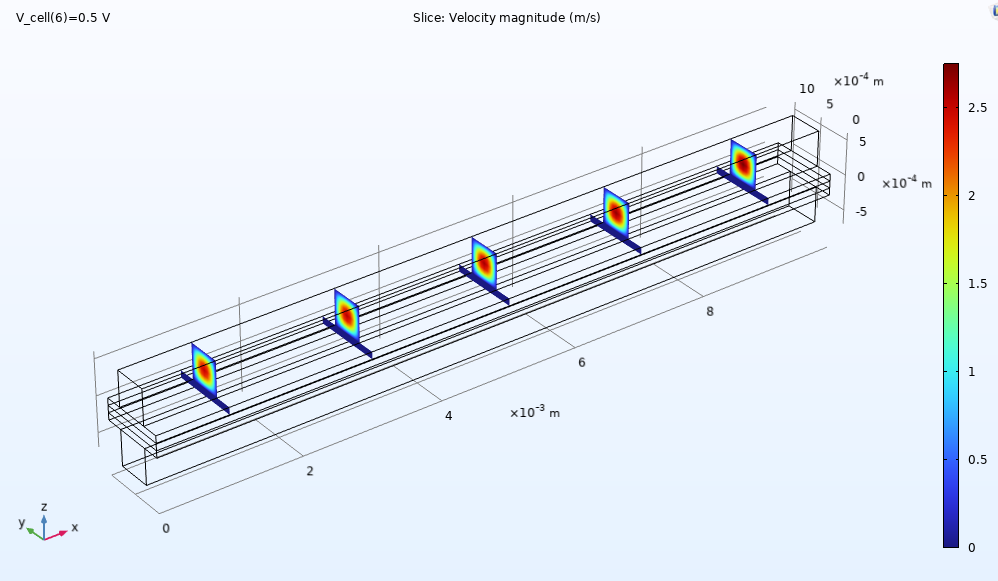 V_cell(6)=0.5 V
Slice: Velocity magnitude (m/s)
10
×10⁻⁴ m
5
0
5
0
×10⁻⁴ m
-5
8
6
4
×10⁻³ m
2
0
2.5
2
1.5
1
0.5
0
z
y
x